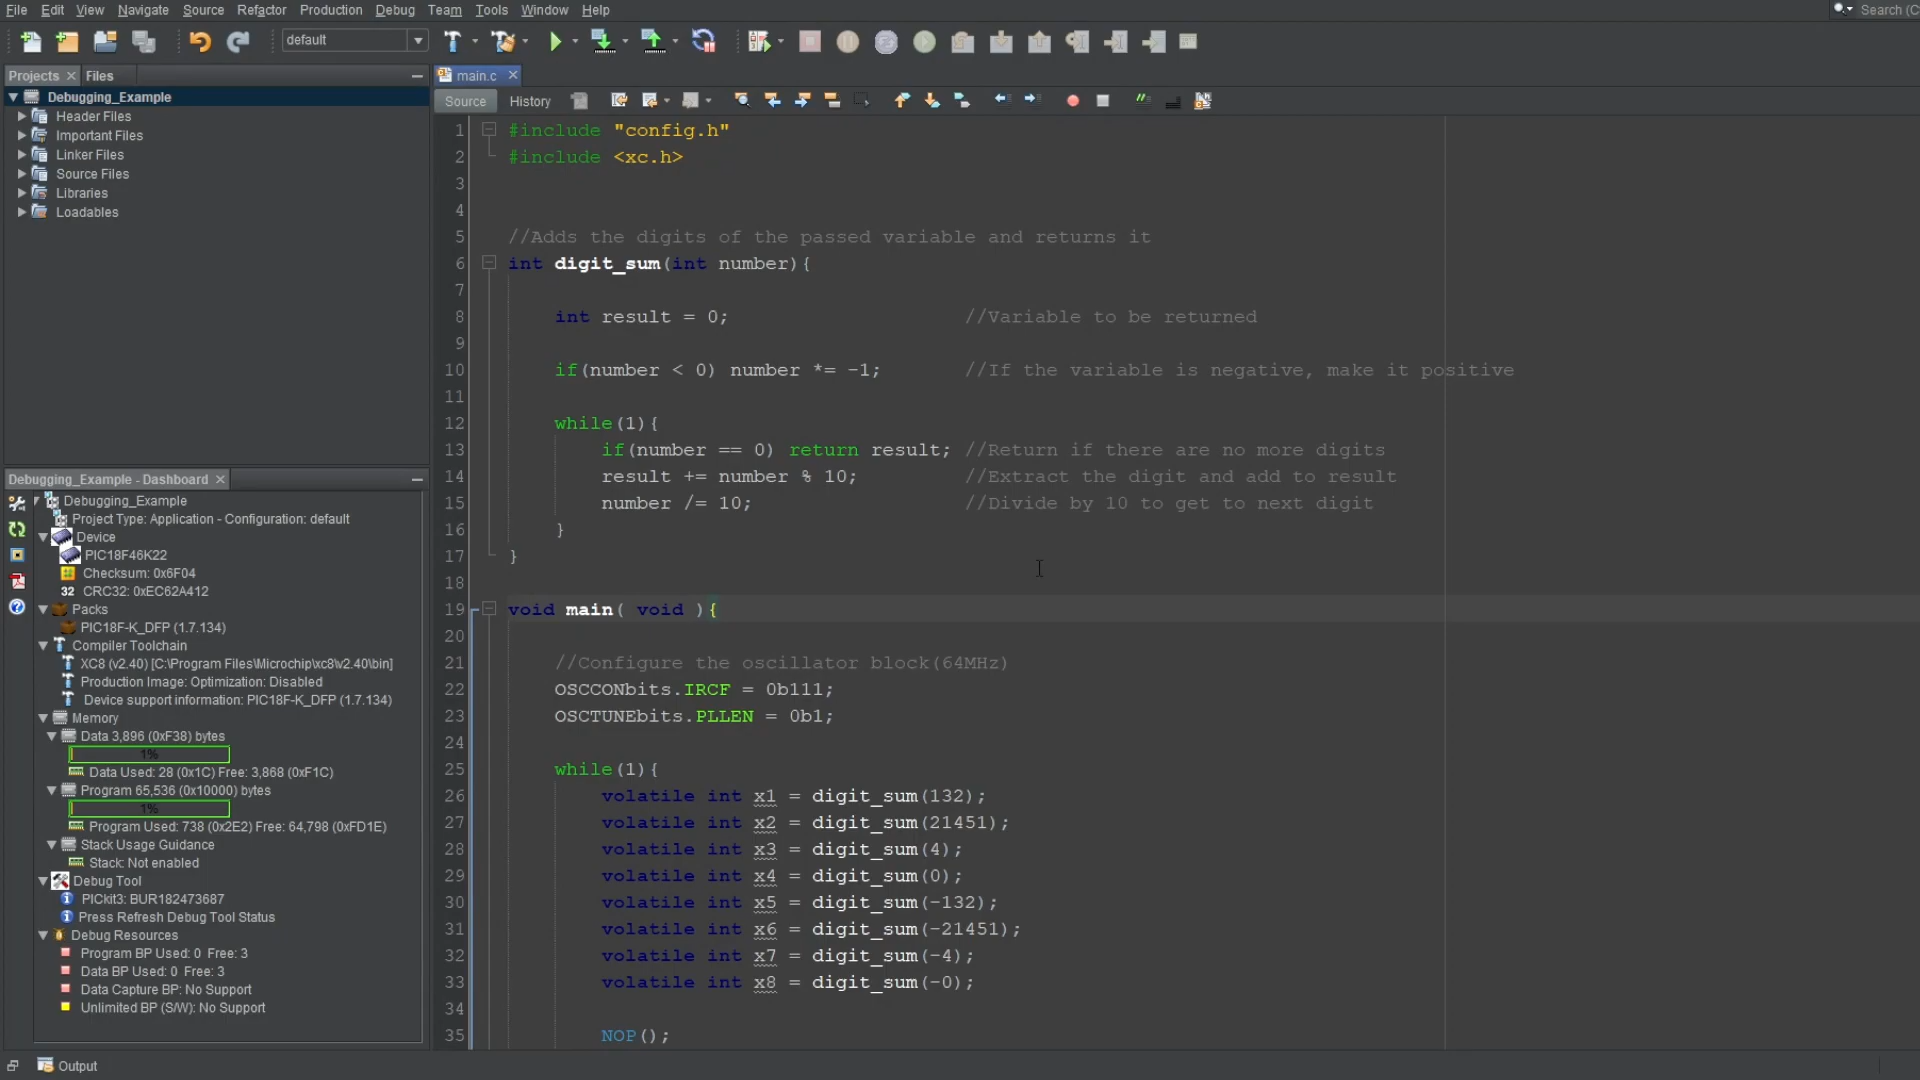 File Edit View Navigate Source Refactor Production Debug Team Tools Window Help
Search (C
default
Projects Files
main.c
Debugging_Example
Header Files
Important Files
Linker Files
Source Files
Libraries
Loadables
Source History
1 #include "config.h"
2 #include <xc.h>
3
4
5 //Adds the digits of the passed variable and returns it
6 int digit_sum(int number){
7
8 int result = 0; //Variable to be returned
9
10 if(number < 0) number *= -1; //If the variable is negative, make it positive
11
12 while(1){
13 if(number == 0) return result; //Return if there are no more digits
14 result += number % 10; //Extract the digit and add to result
15 number /= 10; //Divide by 10 to get to next digit
16 }
17 }
18
19 void main( void ){
20
21 //Configure the oscillator block(64MHz)
22 OSCCONbits.IRCF = 0b111;
23 OSCTUNEbits.PLLEN = 0b1;
24
25 while(1){
26 volatile int x1 = digit_sum(132);
27 volatile int x2 = digit_sum(21451);
28 volatile int x3 = digit_sum(4);
29 volatile int x4 = digit_sum(0);
30 volatile int x5 = digit_sum(-132);
31 volatile int x6 = digit_sum(-21451);
32 volatile int x7 = digit_sum(-4);
33 volatile int x8 = digit_sum(-0);
34
35 NOP();
Debugging_Example - Dashboard
Debugging_Example
Project Type: Application - Configuration: default
Device
PIC18F46K22
Checksum: 0x6F04
32 CRC32: 0xEC62A412
Packs
PIC18F-K_DFP (1.7.134)
Compiler Toolchain
XC8 (v2.40) [C:\Program Files\Microchip\xc8\v2.40\bin]
Production Image: Optimization: Disabled
Device support information: PIC18F-K_DFP (1.7.134)
Memory
Data 3,896 (0xF38) bytes
1%
Data Used: 28 (0x1C) Free: 3,868 (0xF1C)
Program 65,536 (0x10000) bytes
1%
Program Used: 738 (0x2E2) Free: 64,798 (0xFD1E)
Stack Usage Guidance
Stack: Not enabled
Debug Tool
PICkit3: BUR182473687
Press Refresh Debug Tool Status
Debug Resources
Program BP Used: 0 Free: 3
Data BP Used: 0 Free: 3
Data Capture BP: No Support
Unlimited BP (S/W): No Support
Output